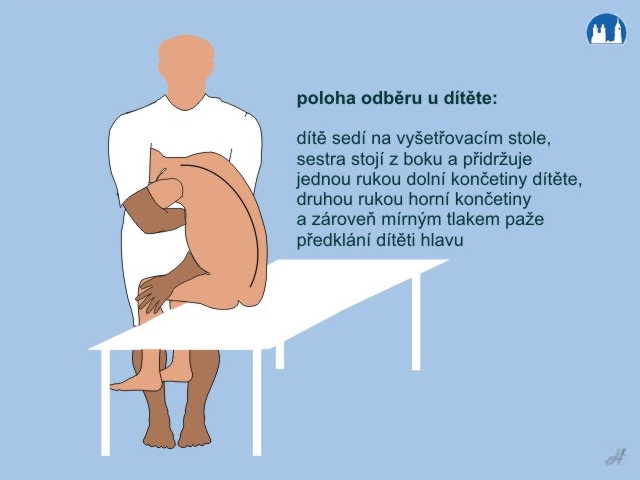 poloha odběru u dítěte:
dítě sedí na vyšetřovacím stole,
sestra stojí z boku a přidržuje
jednou rukou dolní končetiny dítěte,
druhou rukou horní končetiny
a zároveň mírným tlakem paže
předklání dítěti hlavu